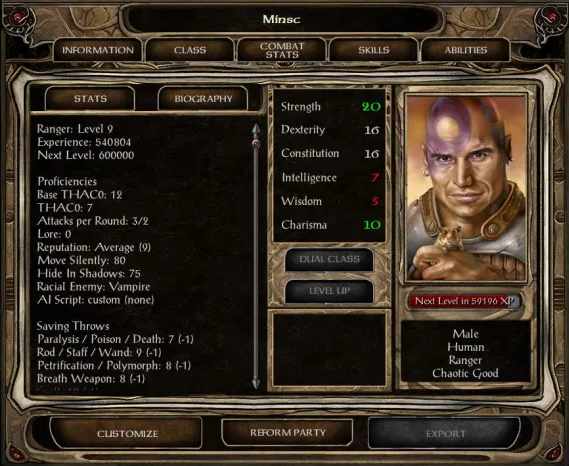 Minsc
INFORMATION
CLASS
COMBAT STATS
SKILLS
ABILITIES
STATS
BIOGRAPHY
Ranger: Level 9
Experience: 540804
Next Level: 600000
Proficiencies
Base THAC0: 12
THAC0: 7
Attacks per Round: 3/2
Lore: 0
Reputation: Average (9)
Move Silently: 80
Hide In Shadows: 75
Racial Enemy: Vampire
AI Script: custom (none)
Saving Throws
Paralysis / Poison / Death: 7 (-1)
Rod / Staff / Wand: 9 (-1)
Petrification / Polymorph: 8 (-1)
Breath Weapon: 8 (-1)
Strength 20
Dexterity 16
Constitution 16
Intelligence 7
Wisdom 5
Charisma 10
DUAL CLASS
LEVEL UP
Next Level in 59196 XP
Male
Human
Ranger
Chaotic Good
CUSTOMIZE
REFORM PARTY
EXPORT